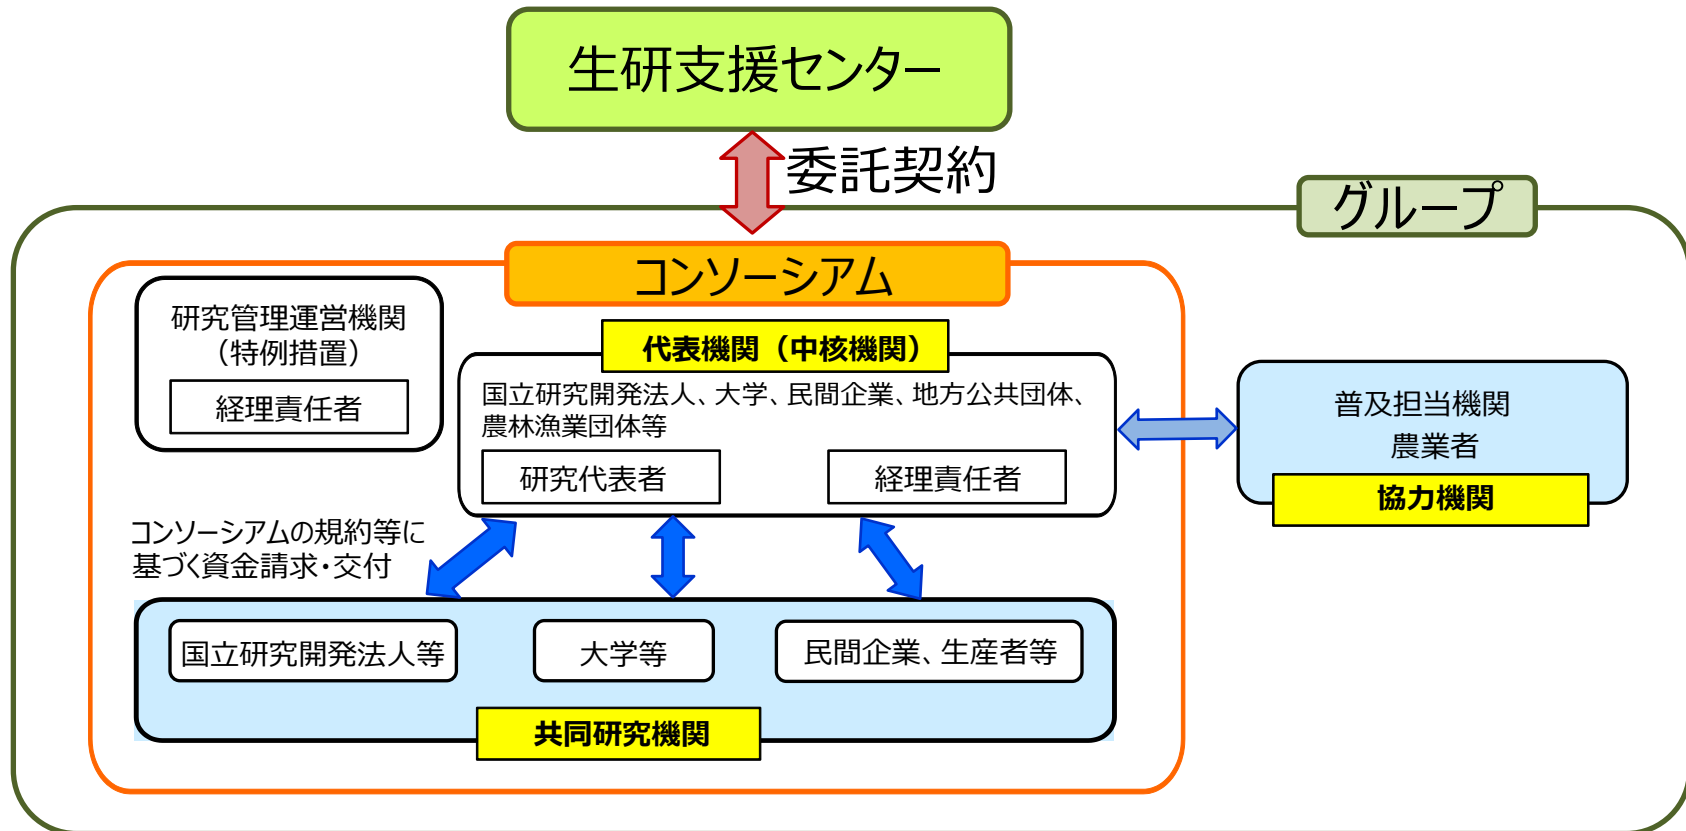 生研支援センター
委託契約
グループ
コンソーシアム
研究管理運営機関
（特例措置）
経理責任者
代表機関（中核機関）
国立研究開発法人、大学、民間企業、地方公共団体、
農林漁業団体等
研究代表者
経理責任者
普及担当機関
農業者
協力機関
コンソーシアムの規約等に
基づく資金請求・交付
国立研究開発法人等
大学等
民間企業、生産者等
共同研究機関